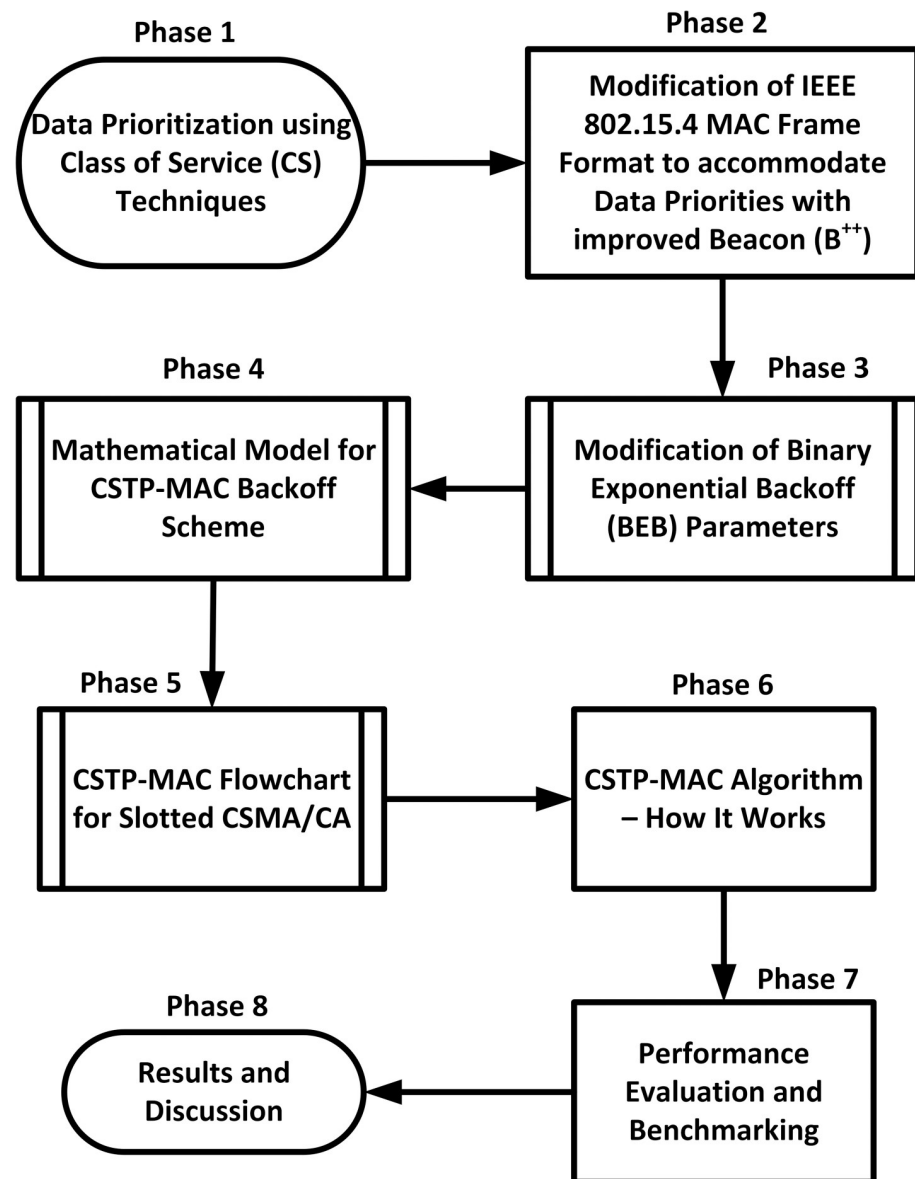 Phase 1
Data Prioritization using
Class of Service (CS)
Techniques
Phase 2
Modification of IEEE
802.15.4 MAC Frame
Format to accommodate
Data Priorities with
improved Beacon (B++)
Phase 3
Modification of Binary
Exponential Backoff
(BEB) Parameters
Phase 4
Mathematical Model for
CSTP-MAC Backoff
Scheme
Phase 5
CSTP-MAC Flowchart
for Slotted CSMA/CA
Phase 6
CSTP-MAC Algorithm
– How It Works
Phase 7
Performance
Evaluation and
Benchmarking
Phase 8
Results and
Discussion